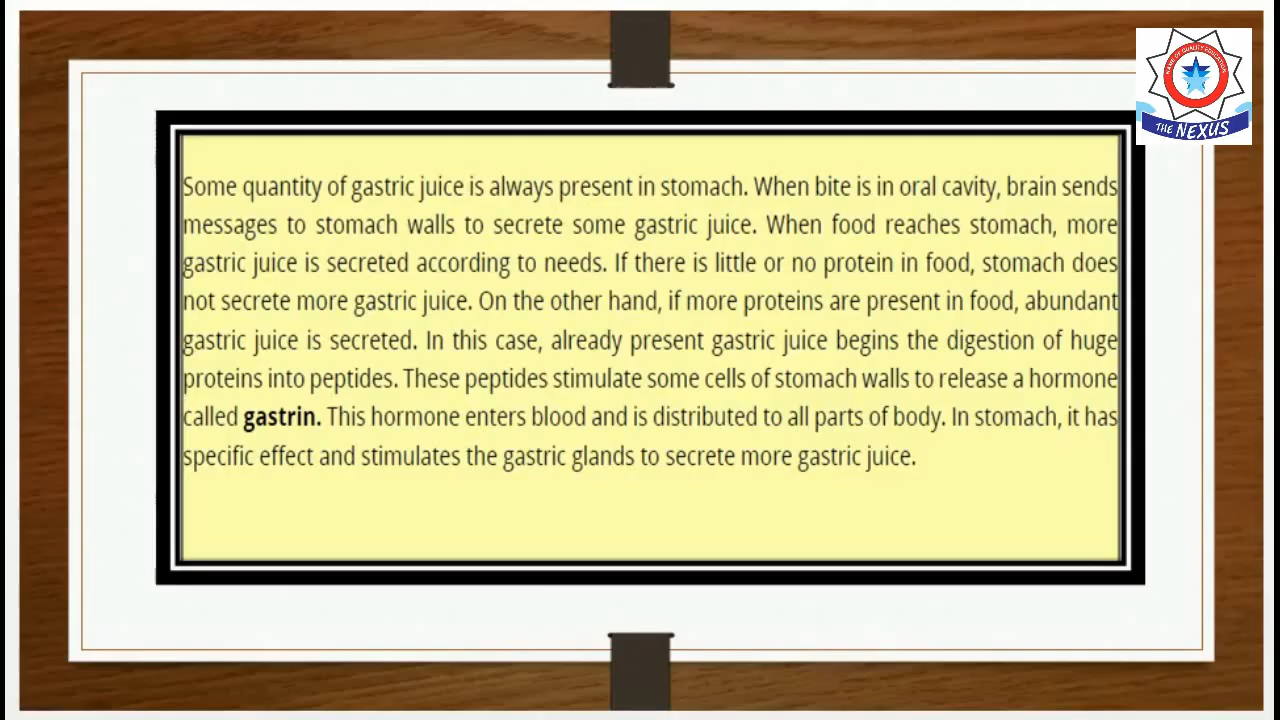 NAME OF QUALITY EDUCATION
THE NEXUS
Some quantity of gastric juice is always present in stomach. When bite is in oral cavity, brain sends
messages to stomach walls to secrete some gastric juice. When food reaches stomach, more
gastric juice is secreted according to needs. If there is little or no protein in food, stomach does
not secrete more gastric juice. On the other hand, if more proteins are present in food, abundant
gastric juice is secreted. In this case, already present gastric juice begins the digestion of huge
proteins into peptides. These peptides stimulate some cells of stomach walls to release a hormone
called gastrin. This hormone enters blood and is distributed to all parts of body. In stomach, it has
specific effect and stimulates the gastric glands to secrete more gastric juice.